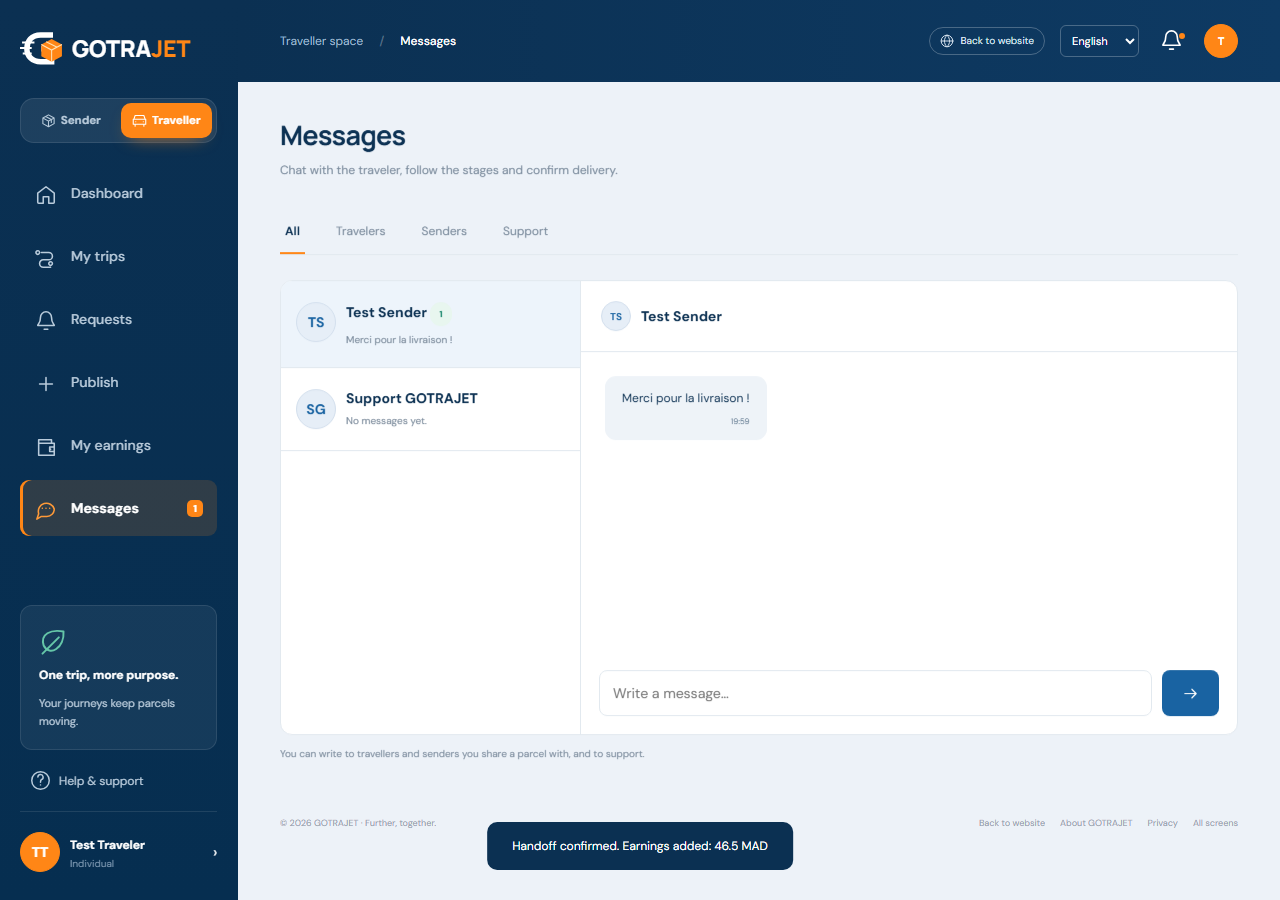 GOTRAJET
Traveller space / Messages
Back to website
English
T
Sender
Traveller
Dashboard
My trips
Requests
Publish
My earnings
Messages 1
One trip, more purpose.
Your journeys keep parcels
moving.
Help & support
TT
Test Traveler
Individual
›
Messages
Chat with the traveler, follow the stages and confirm delivery.
All
Travelers
Senders
Support
TS
Test Sender 1
Merci pour la livraison !
SG
Support GOTRAJET
No messages yet.
TS
Test Sender
Merci pour la livraison !
19:59
Write a message...
You can write to travellers and senders you share a parcel with, and to support.
© 2026 GOTRAJET · Further, together.
Back to website
About GOTRAJET
Privacy
All screens
Handoff confirmed. Earnings added: 46.5 MAD